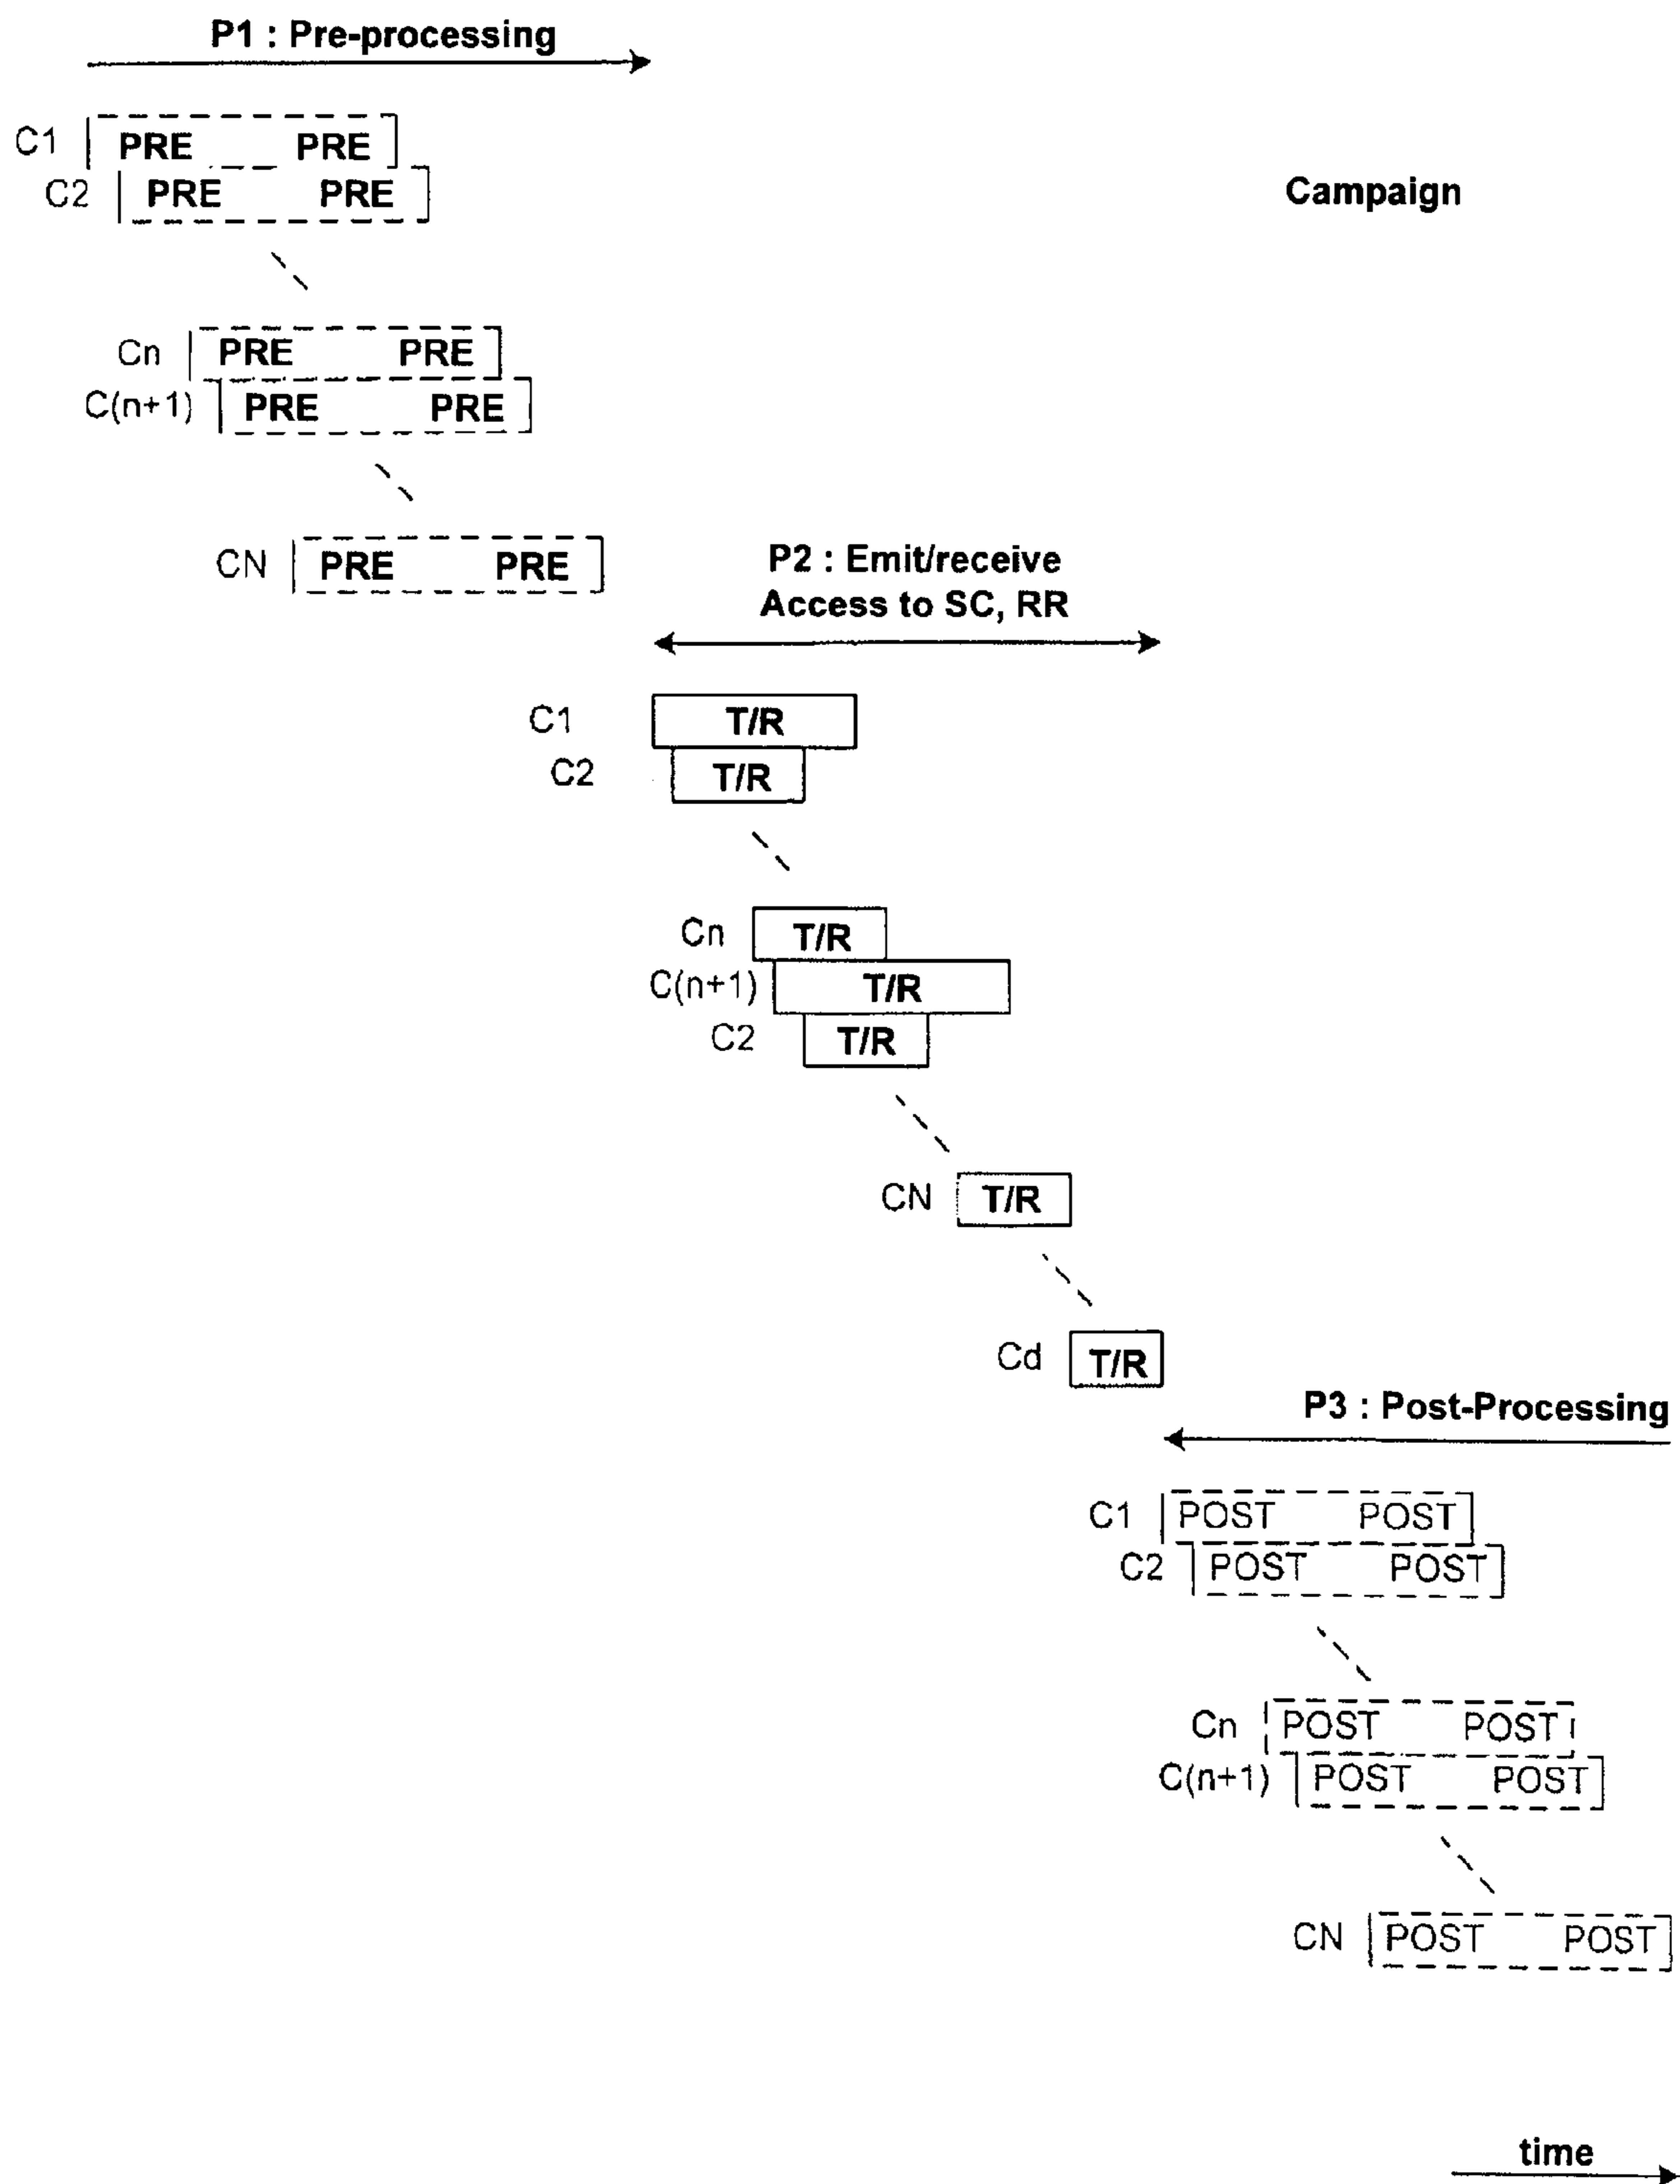 P1 : Pre-processing
C1 PRE PRE
C2 PRE PRE
Campaign
Cn PRE PRE
C(n+1) PRE PRE
CN PRE PRE
P2 : Emit/receive
Access to SC, RR
C1 T/R
C2 T/R
Cn T/R
C(n+1) T/R
C2 T/R
CN T/R
Cd T/R
P3 : Post-Processing
C1 POST POST
C2 POST POST
Cn POST POST
C(n+1) POST POST
CN POST POST
time